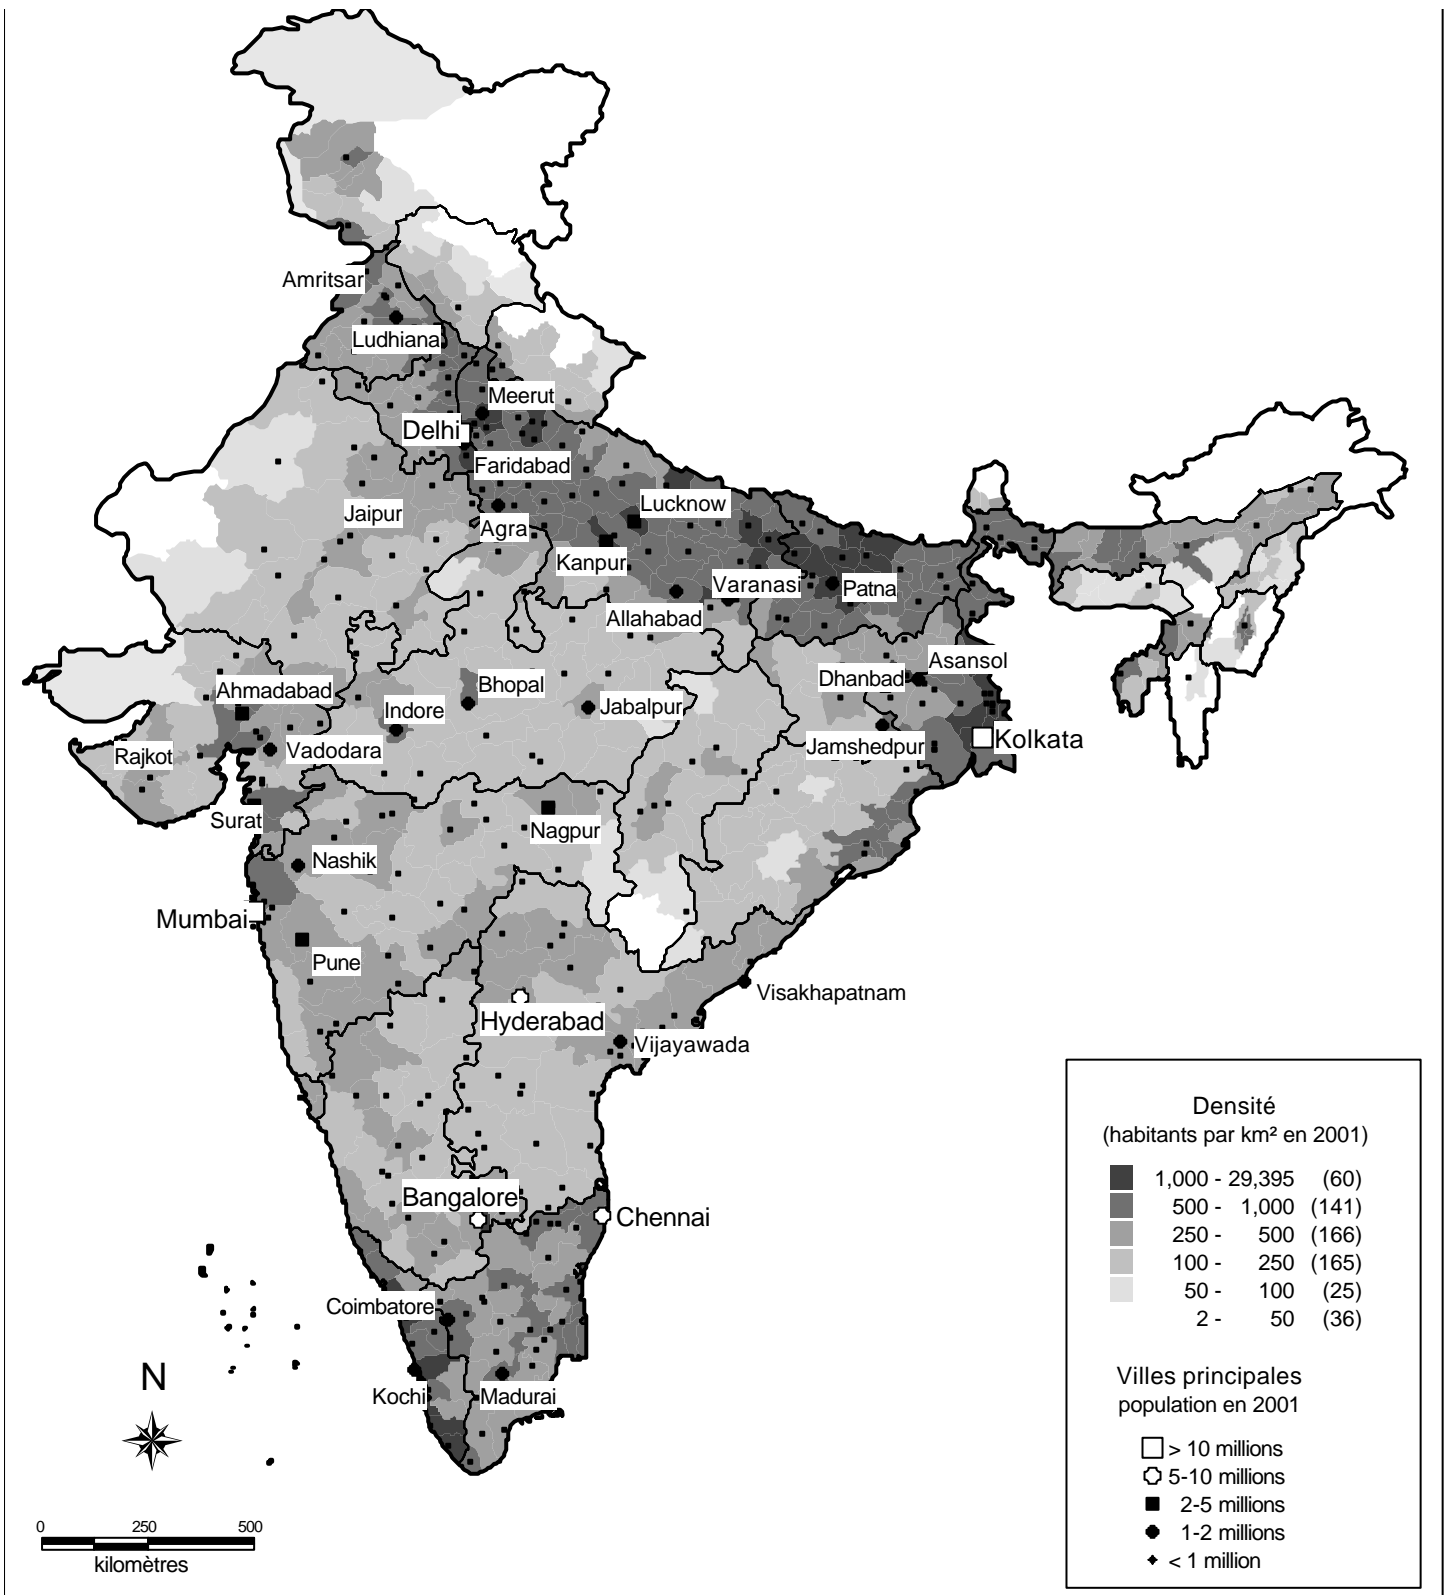 Amritsar
Ludhiana
Meerut
Delhi
Faridabad
Lucknow
Jaipur
Agra
Kanpur
Varanasi
Patna
Allahabad
Asansol
Dhanbad
Ahmadabad
Bhopal
Indore
Jabalpur
Jamshedpur
Kolkata
Rajkot
Vadodara
Surat
Nagpur
Nashik
Mumbai
Pune
Visakhapatnam
Hyderabad
Vijayawada
Bangalore
Chennai
Coimbatore
Kochi
Madurai
N
0 250 500
kilomètres
Densité
(habitants par km² en 2001)
1,000 - 29,395 (60)
500 - 1,000 (141)
250 - 500 (166)
100 - 250 (165)
50 - 100 (25)
2 - 50 (36)
Villes principales
population en 2001
> 10 millions
5-10 millions
2-5 millions
1-2 millions
< 1 million